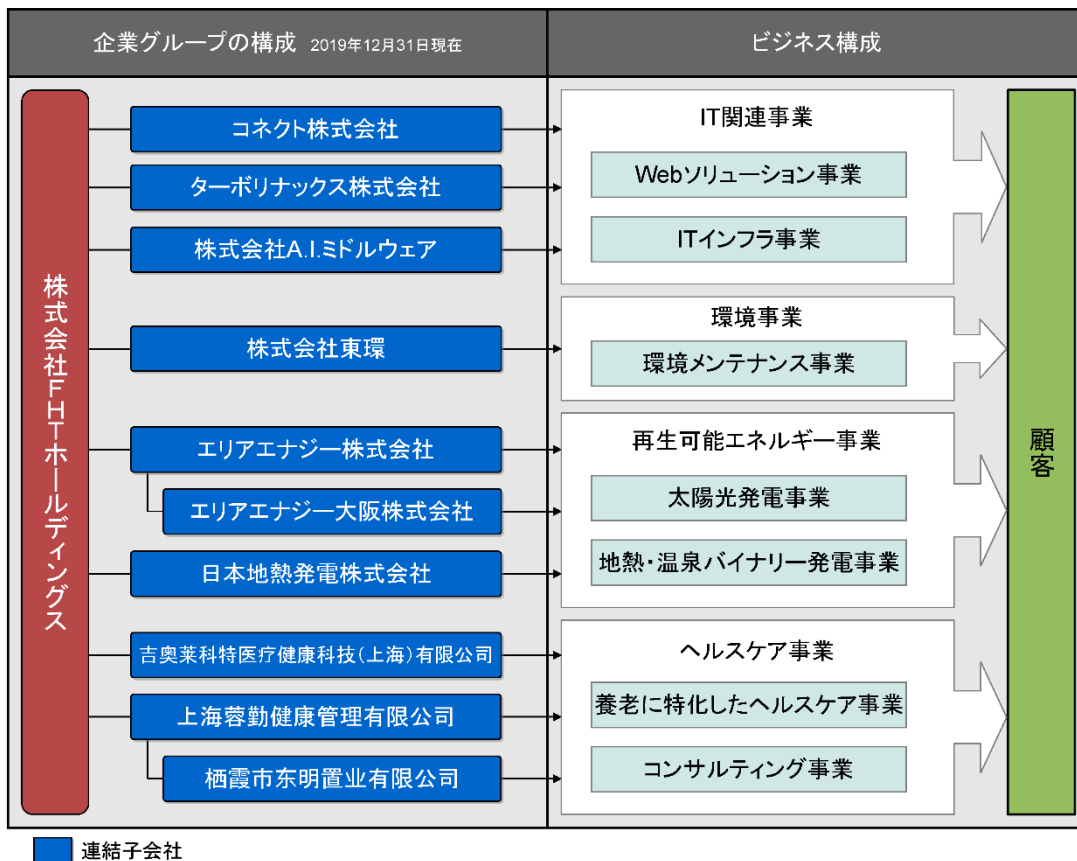 企業グループの構成 2019年12月31日現在
ビジネス構成
株式会社FHTホールディングス
コネクト株式会社
ターボリナックス株式会社
株式会社A.I.ミドルウェア
株式会社東環
エリアエナジー株式会社
エリアエナジー大阪株式会社
日本地熱発電株式会社
吉奥莱科特医疗健康科技(上海)有限公司
上海蓉勤健康管理有限公司
栖霞市东明置业有限公司
IT関連事業
Webソリューション事業
ITインフラ事業
環境事業
環境メンテナンス事業
再生可能エネルギー事業
太陽光発電事業
地熱・温泉バイナリー発電事業
ヘルスケア事業
養老に特化したヘルスケア事業
コンサルティング事業
顧客
連結子会社